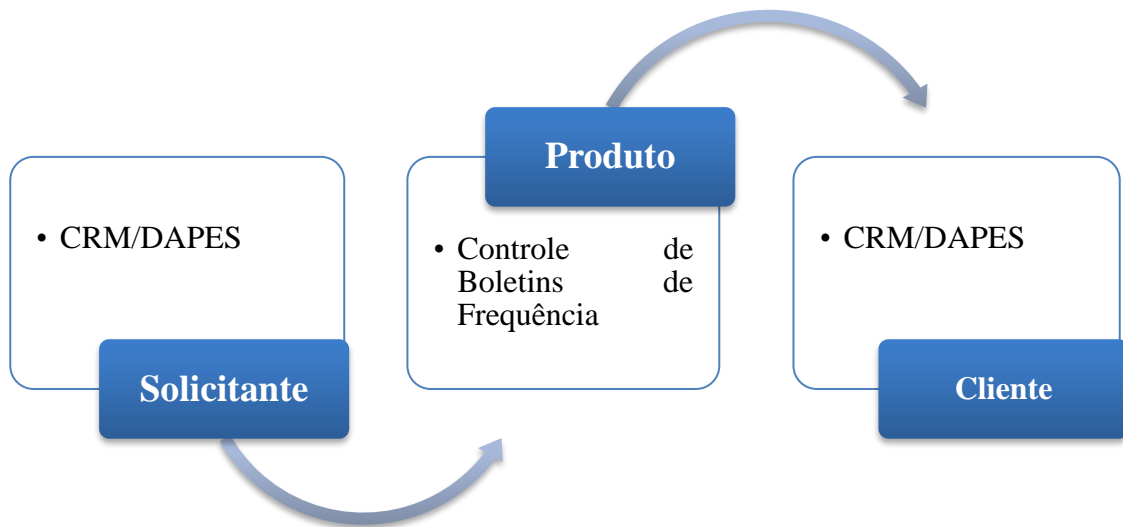 • CRM/DAPES
Solicitante
Produto
• Controle de
Boletins de
Frequência
• CRM/DAPES
Cliente